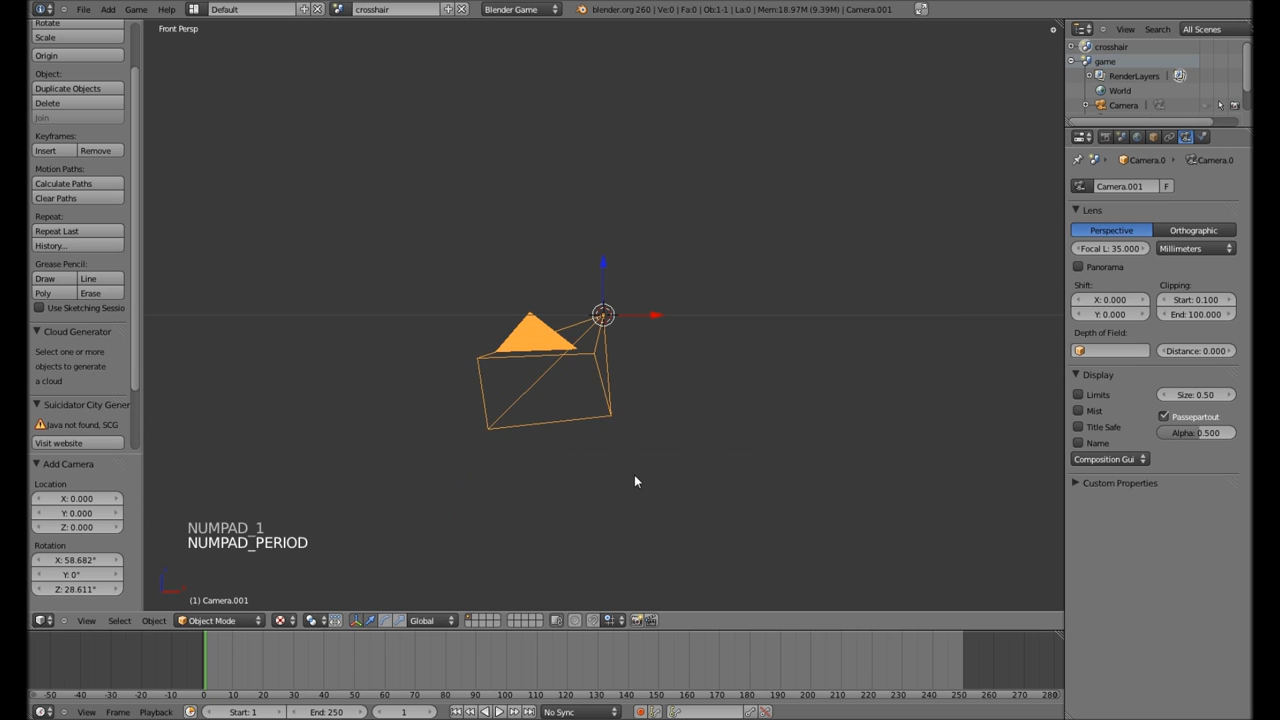 File Add Game Render Help Default crosshair Blender Game blender.org 260 | Ve:0 | Fa:0 | Ob:1-1 | La:0 | Mem:18.97M (9.39M) | Camera.001
Front Persp
Rotate
Scale
Origin
Object:
Duplicate Objects
Delete
Join
Keyframes:
Insert Remove
Motion Paths:
Calculate Paths
Clear Paths
Repeat:
Repeat Last
History...
Grease Pencil:
Draw Line
Poly Erase
Use Sketching Sessio
Cloud Generator
Select one or more
objects to generate
a cloud
Suicidator City Gener
Java not found, SCG
Visit website
Add Camera
Location
X: 0.000
Y: 0.000
Z: 0.000
Rotation
X: 58.682°
Y: 0°
Z: 28.611°
NUMPAD_1
NUMPAD_PERIOD
(1) Camera.001
View Select Object Object Mode Global
-50 -40 -30 -20 -10 0 10 20 30 40 50 60 70 80 90 100 110 120 130 140 150 160 170 180 190 200 210 220 230 240 250 260 270 280
View Frame Playback Start: 1 End: 250 1 No Sync
View Search All Scenes
crosshair
game
RenderLayers |
World
Camera |
Camera.0 Camera.0
Camera.001 F
Lens
Perspective Orthographic
Focal L: 35.000 Millimeters
Panorama
Shift: Clipping:
X: 0.000 Start: 0.100
Y: 0.000 End: 100.000
Depth of Field:
Distance: 0.000
Display
Limits Size: 0.50
Mist Passepartout
Title Safe Alpha: 0.500
Name
Composition Gui
Custom Properties